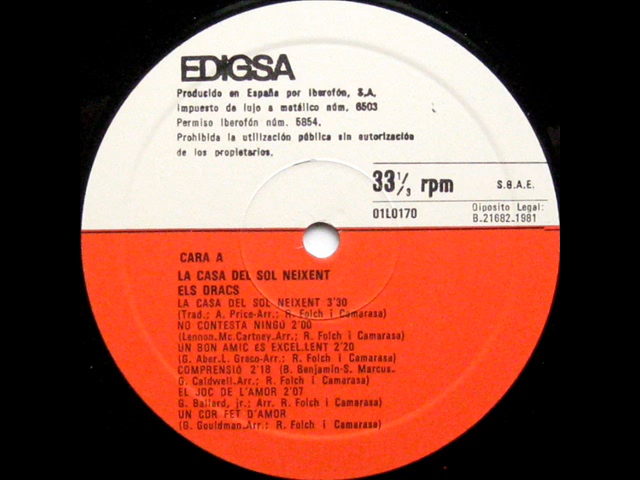 EDIGSA
Producido en España por Iberofón, S.A.
Impuesto de lujo a metálico núm. 6503
Permiso Iberofón núm. 5854.
Prohibida la utilización pública sin autorización
de los propietarios.
33⅓ rpm
S.G.A.E.
01L0170
Diposito Legal:
B.21682-1981
CARA A
LA CASA DEL SOL NEIXENT
ELS DRACS
LA CASA DEL SOL NEIXENT 3'30
(Trad.; A. Price-Arr.; R. Folch i Camarasa)
NO CONTESTA NINGÚ 2'00
(Lennon.Mc.Cartney.Arr.; R. Folch i Camarasa)
UN BON AMIC ES EXCEL.LENT 2'20
(G. Aber.L. Greco-Arr.; R. Folch i Camarasa)
COMPRENSIÓ 2'18 (B. Benjamin-S. Marcus.
G. Caldwell.Arr.; R. Folch i Camarasa)
EL JOC DE L'AMOR 2'07
G. Ballard, jr.; Arr. R. Folch i Camarasa)
UN COR FET D'AMOR
(G. Gouldman.Arr.; R. Folch i Camarasa)